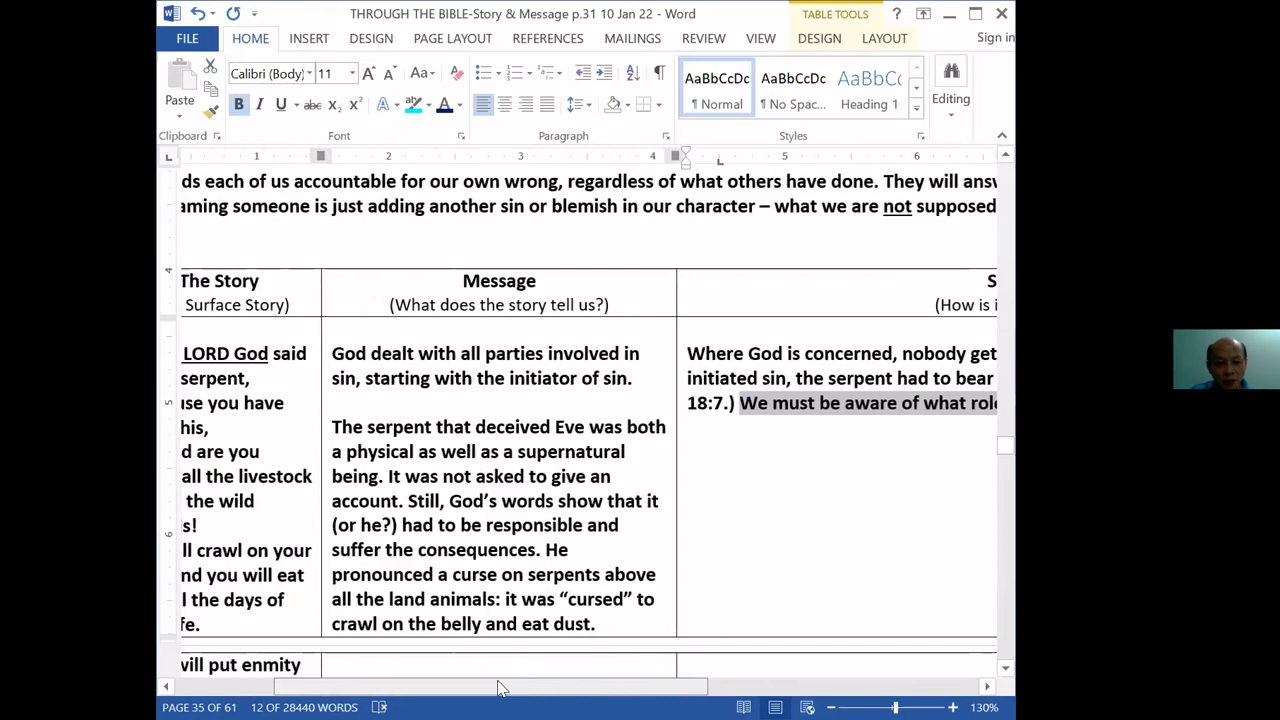 THROUGH THE BIBLE-Story & Message p.31 10 Jan 22 - Word
TABLE TOOLS
FILE HOME INSERT DESIGN PAGE LAYOUT REFERENCES MAILINGS REVIEW VIEW DESIGN LAYOUT Sign in
Calibri (Body) 11
Paste
AaBbCcDc AaBbCcDc AaBbCc
¶ Normal ¶ No Spac... Heading 1
Editing
Clipboard Font Paragraph Styles
1 2 3 4 5 6
ds each of us accountable for our own wrong, regardless of what others have done. They will answ
aming someone is just adding another sin or blemish in our character – what we are not supposed
The Story
Surface Story)
Message
(What does the story tell us?)
S
(How is i
LORD God said
serpent,
use you have
his,
d are you
all the livestock
the wild
ls!
ll crawl on your
nd you will eat
l the days of
fe.
God dealt with all parties involved in
sin, starting with the initiator of sin.
The serpent that deceived Eve was both
a physical as well as a supernatural
being. It was not asked to give an
account. Still, God’s words show that it
(or he?) had to be responsible and
suffer the consequences. He
pronounced a curse on serpents above
all the land animals: it was “cursed” to
crawl on the belly and eat dust.
Where God is concerned, nobody get
initiated sin, the serpent had to bear
18:7.) We must be aware of what role
will put enmity
PAGE 35 OF 61 12 OF 28440 WORDS 130%